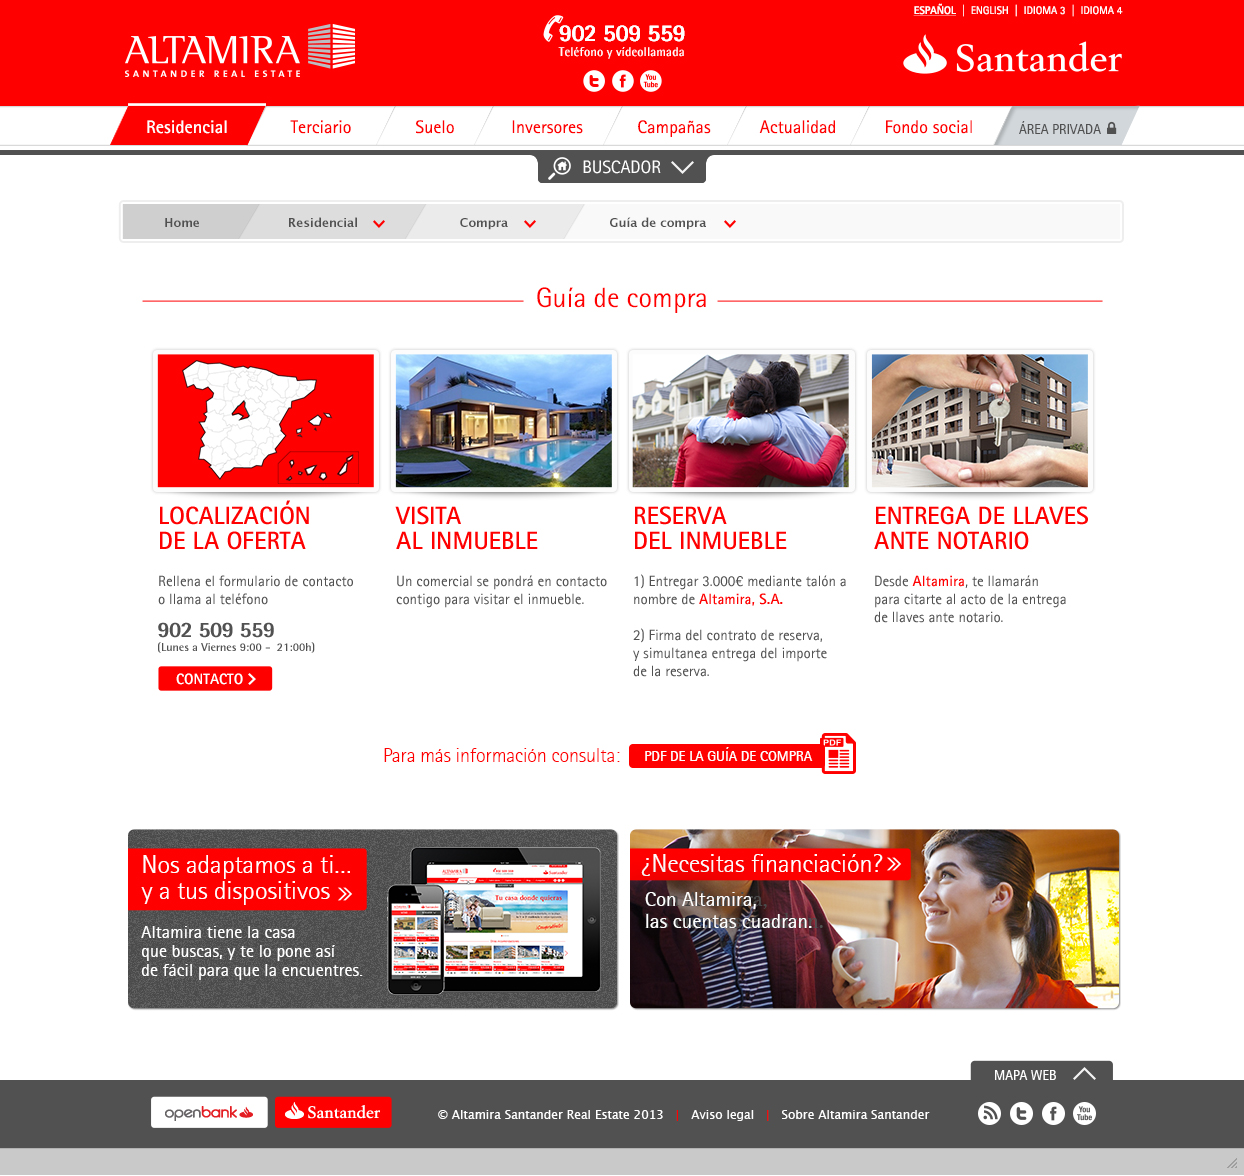 ESPAÑOL | ENGLISH | IDIOMA 3 | IDIOMA 4
ALTAMIRA
SANTANDER REAL ESTATE
902 509 559
Teléfono y vídeollamada
You Tube
Santander
Residencial
Terciario
Suelo
Inversores
Campañas
Actualidad
Fondo social
ÁREA PRIVADA
BUSCADOR
Home
Residencial
Compra
Guía de compra
Guía de compra
LOCALIZACIÓN
DE LA OFERTA
Rellena el formulario de contacto
o llama al teléfono
902 509 559
(Lunes a Viernes 9:00 - 21:00h)
CONTACTO
VISITA
AL INMUEBLE
Un comercial se pondrá en contacto
contigo para visitar el inmueble.
RESERVA
DEL INMUEBLE
1) Entregar 3.000€ mediante talón a
nombre de Altamira, S.A.
2) Firma del contrato de reserva,
y simultanea entrega del importe
de la reserva.
ENTREGA DE LLAVES
ANTE NOTARIO
Desde Altamira, te llamarán
para citarte al acto de la entrega
de llaves ante notario.
Para más información consulta:
PDF DE LA GUÍA DE COMPRA
PDF
Nos adaptamos a ti...
y a tus dispositivos »
Altamira tiene la casa
que buscas, y te lo pone así
de fácil para que la encuentres.
ALTAMIRA
Santander
Tu casa donde quieras
¿Necesitas financiación? »
Con Altamira,
las cuentas cuadran.
MAPA WEB
openbank
Santander
© Altamira Santander Real Estate 2013 | Aviso legal | Sobre Altamira Santander
You Tube